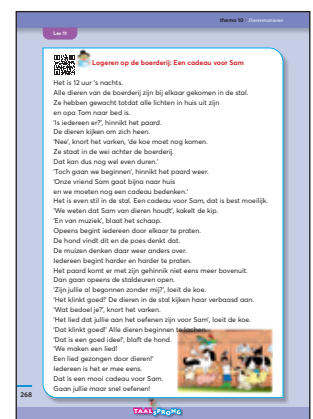 thema 10 Dierenmanieren
Les 11
Logeren op de boerderij: Een cadeau voor Sam
Het is 12 uur 's nachts.
Alle dieren van de boerderij zijn bij elkaar gekomen in de stal.
Ze hebben gewacht totdat alle lichten in huis uit zijn
en opa Tom naar bed is.
'Is iedereen er?', hinnikt het paard.
De dieren kijken om zich heen.
'Nee', knort het varken, 'de koe moet nog komen.
Ze staat in de wei achter de boerderij.
Dat kan dus nog wel even duren.'
'Toch gaan we beginnen', hinnikt het paard weer.
'Onze vriend Sam gaat bijna naar huis
en we moeten nog een cadeau bedenken.'
Het is even stil in de stal. Een cadeau voor Sam, dat is best moeilijk.
'We weten dat Sam van dieren houdt', kakelt de kip.
'En van muziek', blaat het schaap.
Opeens begint iedereen door elkaar te praten.
De hond vindt dit en de poes denkt dat.
De muizen denken daar weer anders over.
Iedereen begint harder en harder te praten.
Het paard komt er met zijn gehinnik niet eens meer bovenuit.
Dan gaan opeens de staldeuren open.
'Zijn jullie al begonnen zonder mij?', loeit de koe.
'Het klinkt goed!' De dieren in de stal kijken haar verbaasd aan.
'Wat bedoel je?', knort het varken.
'Het lied dat jullie aan het oefenen zijn voor Sam', loeit de koe.
'Dat klinkt goed!' Alle dieren beginnen te lachen.
'Dat is een goed idee!', blaft de hond.
'We maken een lied!
Een lied gezongen door dieren!'
Iedereen is het er mee eens.
Dat is een mooi cadeau voor Sam.
Gaan jullie maar snel oefenen!
268
TAALSPRONG